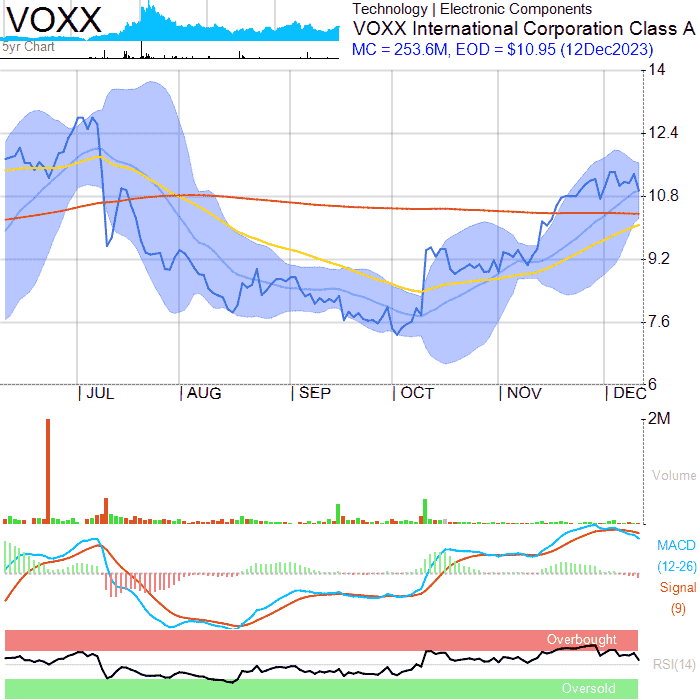 VOXX
5yr Chart
Technology | Electronic Components
VOXX International Corporation Class A
MC = 253.6M, EOD = $10.95 (12Dec2023)
14
12.4
10.8
9.2
7.6
6
JUL AUG SEP OCT NOV DEC
2M
Volume
MACD
(12-26)
Signal
(9)
Overbought
RSI(14)
Oversold